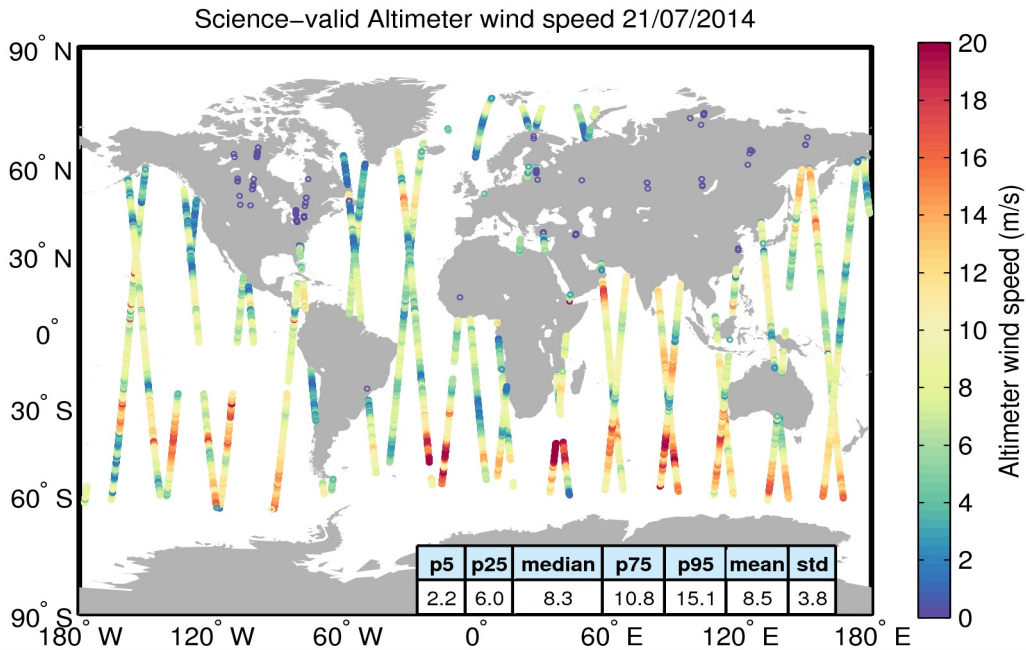 Science−valid Altimeter wind speed 21/07/2014
90° N
60° N
30° N
0°
30° S
60° S
90° S
180° W
120° W
60° W
0°
60° E
120° E
180° E
p5 p25 median p75 p95 mean std
2.2 6.0 8.3 10.8 15.1 8.5 3.8
20
18
16
14
12
10
8
6
4
2
0
Altimeter wind speed (m/s)